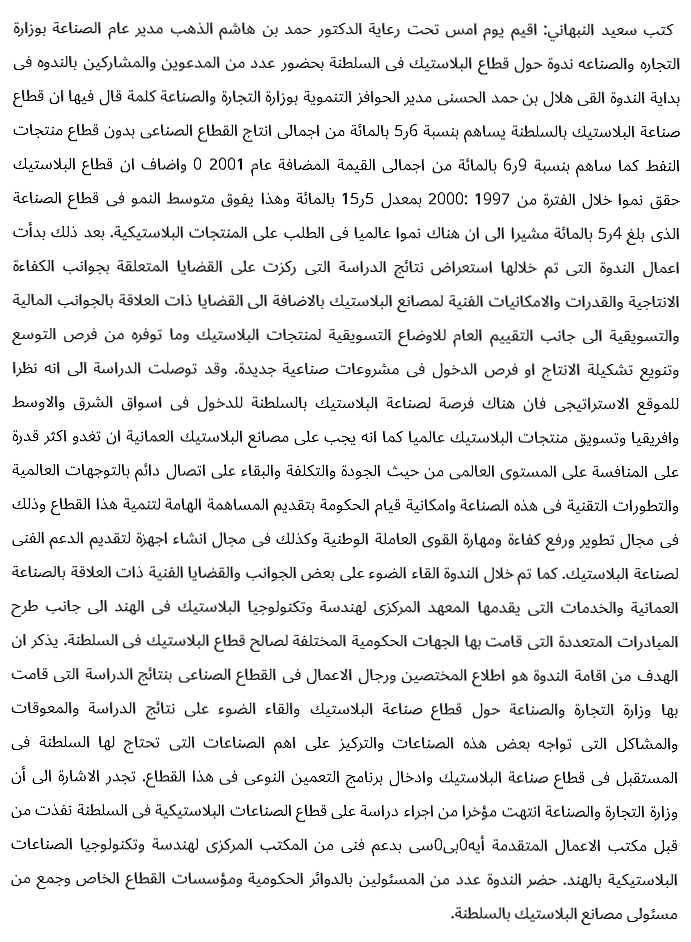 كتب سعيد النبهاني: اقيم يوم امس تحت رعاية الدكتور حمد بن هاشم الذهب مدير عام الصناعة بوزارة
التجاره والصناعه ندوة حول قطاع البلاستيك فى السلطنة بحضور عدد من المدعوين والمشاركين بالندوه فى
بداية الندوة القى هلال بن حمد الحسنى مدير الحوافز التنموية بوزارة التجارة والصناعة كلمة قال فيها ان قطاع
صناعة البلاستيك بالسلطنة يساهم بنسبة 6ر5 بالمائة من اجمالى انتاج القطاع الصناعى بدون قطاع منتجات
النفط كما ساهم بنسبة 9ر6 بالمائة من اجمالى القيمة المضافة عام 2001 0 واضاف ان قطاع البلاستيك
حقق نموا خلال الفترة من 1997 :2000 بمعدل 5ر15 بالمائة وهذا يفوق متوسط النمو فى قطاع الصناعة
الذى بلغ 4ر5 بالمائة مشيرا الى ان هناك نموا عالميا فى الطلب على المنتجات البلاستيكية. بعد ذلك بدأت
اعمال الندوة التى تم خلالها استعراض نتائج الدراسة التى ركزت على القضايا المتعلقة بجوانب الكفاءة
الانتاجية والقدرات والامكانيات الفنية لمصانع البلاستيك بالاضافة الى القضايا ذات العلاقة بالجوانب المالية
والتسويقية الى جانب التقييم العام للاوضاع التسويقية لمنتجات البلاستيك وما توفره من فرص التوسع
وتنويع تشكيلة الانتاج او فرص الدخول فى مشروعات صناعية جديدة. وقد توصلت الدراسة الى انه نظرا
للموقع الاستراتيجى فان هناك فرصة لصناعة البلاستيك بالسلطنة للدخول فى اسواق الشرق والاوسط
وافريقيا وتسويق منتجات البلاستيك عالميا كما انه يجب على مصانع البلاستيك العمانية ان تغدو اكثر قدرة
على المنافسة على المستوى العالمى من حيث الجودة والتكلفة والبقاء على اتصال دائم بالتوجهات العالمية
والتطورات التقنية فى هذه الصناعة وامكانية قيام الحكومة بتقديم المساهمة الهامة لتنمية هذا القطاع وذلك
فى مجال تطوير ورفع كفاءة ومهارة القوى العاملة الوطنية وكذلك فى مجال انشاء اجهزة لتقديم الدعم الفنى
لصناعة البلاستيك. كما تم خلال الندوة القاء الضوء على بعض الجوانب والقضايا الفنية ذات العلاقة بالصناعة
العمانية والخدمات التى يقدمها المعهد المركزى لهندسة وتكنولوجيا البلاستيك فى الهند الى جانب طرح
المبادرات المتعددة التى قامت بها الجهات الحكومية المختلفة لصالح قطاع البلاستيك فى السلطنة. يذكر ان
الهدف من اقامة الندوة هو اطلاع المختصين ورجال الاعمال فى القطاع الصناعى بنتائج الدراسة التى قامت
بها وزارة التجارة والصناعة حول قطاع صناعة البلاستيك والقاء الضوء على نتائج الدراسة والمعوقات
والمشاكل التى تواجه بعض هذه الصناعات والتركيز على اهم الصناعات التى تحتاج لها السلطنة فى
المستقبل فى قطاع صناعة البلاستيك وادخال برنامج التعمين النوعى فى هذا القطاع. تجدر الاشارة الى أن
وزارة التجارة والصناعة انتهت مؤخرا من اجراء دراسة على قطاع الصناعات البلاستيكية فى السلطنة نفذت من
قبل مكتب الاعمال المتقدمة أيه0بى0سى بدعم فنى من المكتب المركزى لهندسة وتكنولوجيا الصناعات
البلاستيكية بالهند. حضر الندوة عدد من المسئولين بالدوائر الحكومية ومؤسسات القطاع الخاص وجمع من
مسئولى مصانع البلاستيك بالسلطنة.